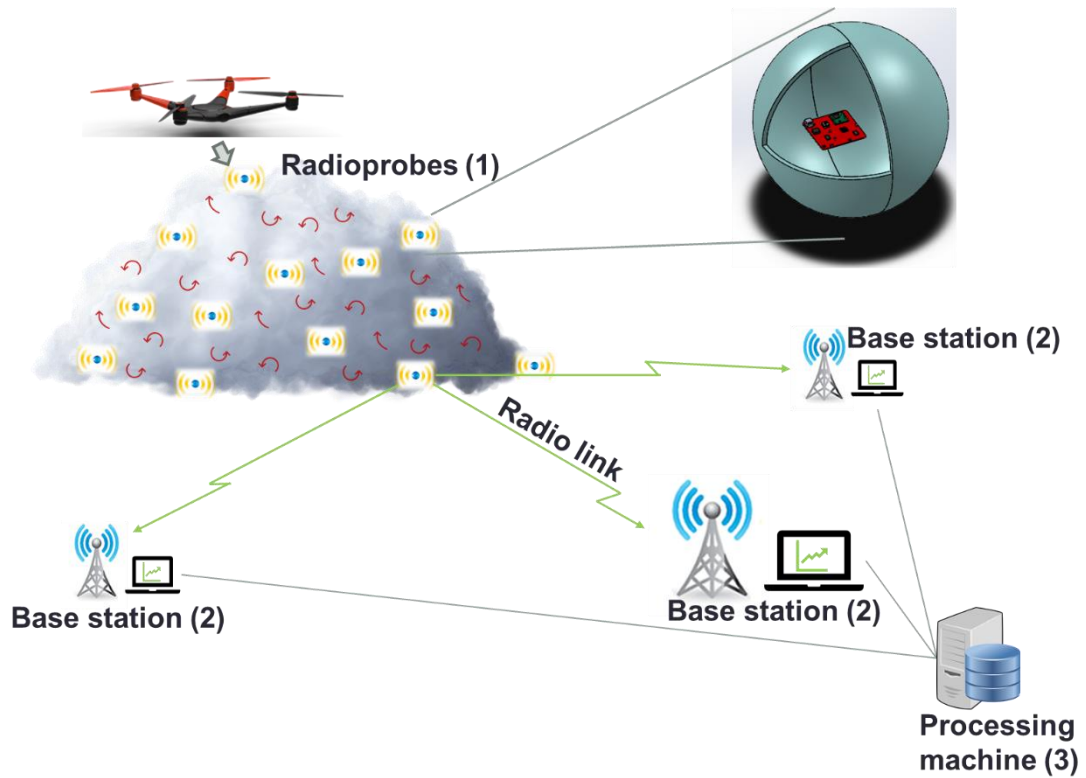 Radioprobes (1)
Base station (2)
Radio link
Base station (2)
Base station (2)
Processing
machine (3)